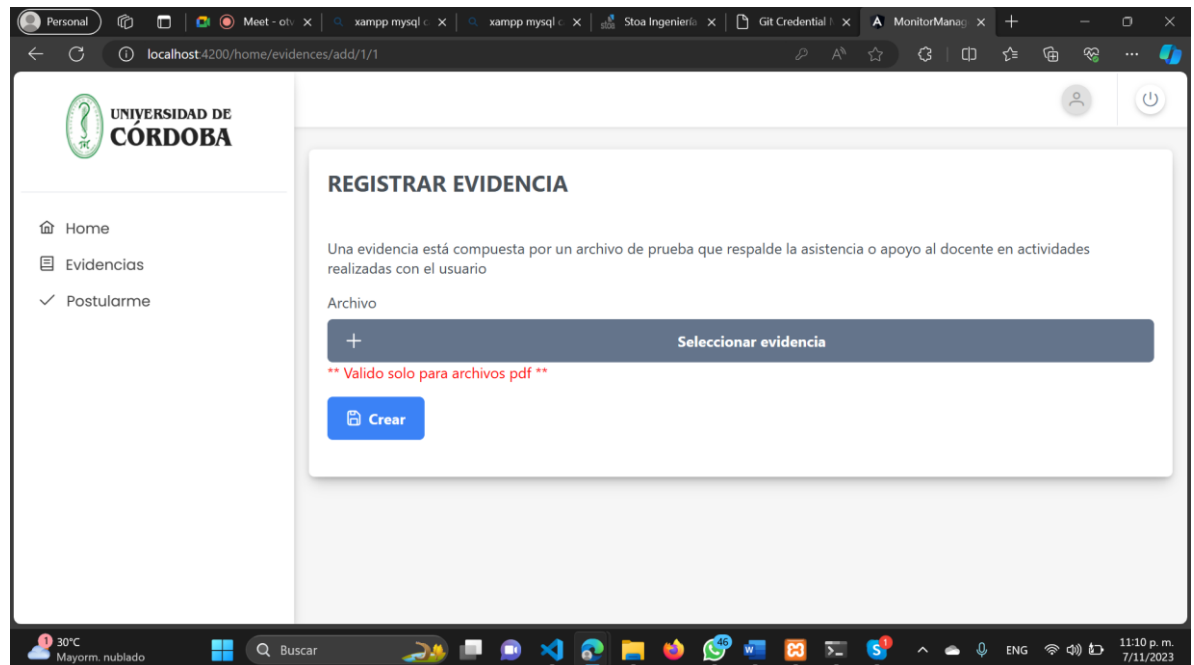 Personal
Meet - otv
xampp mysql c
xampp mysql c
Stoa Ingeniería
Git Credential
MonitorManag
localhost:4200/home/evidences/add/1/1
UNIVERSIDAD DE
CÓRDOBA
Home
Evidencias
Postularme
REGISTRAR EVIDENCIA
Una evidencia está compuesta por un archivo de prueba que respalde la asistencia o apoyo al docente en actividades
realizadas con el usuario
Archivo
Seleccionar evidencia
** Valido solo para archivos pdf **
Crear
1
30°C
Mayorm. nublado
Buscar
46
1
ENG
11:10 p. m.
7/11/2023